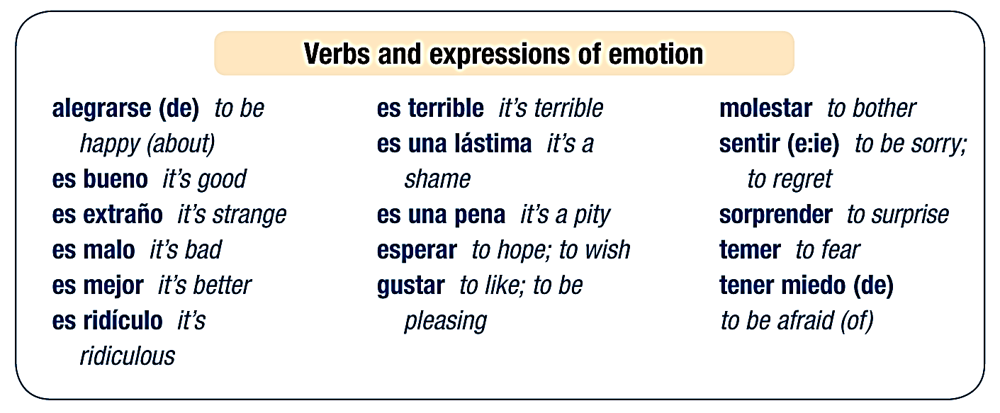 Verbs and expressions of emotion
alegrarse (de) to be
happy (about)
es bueno it's good
es extraño it's strange
es malo it's bad
es mejor it's better
es ridículo it's
ridiculous
es terrible it's terrible
es una lástima it's a
shame
es una pena it's a pity
esperar to hope; to wish
gustar to like; to be
pleasing
molestar to bother
sentir (e:ie) to be sorry;
to regret
sorprender to surprise
temer to fear
tener miedo (de)
to be afraid (of)